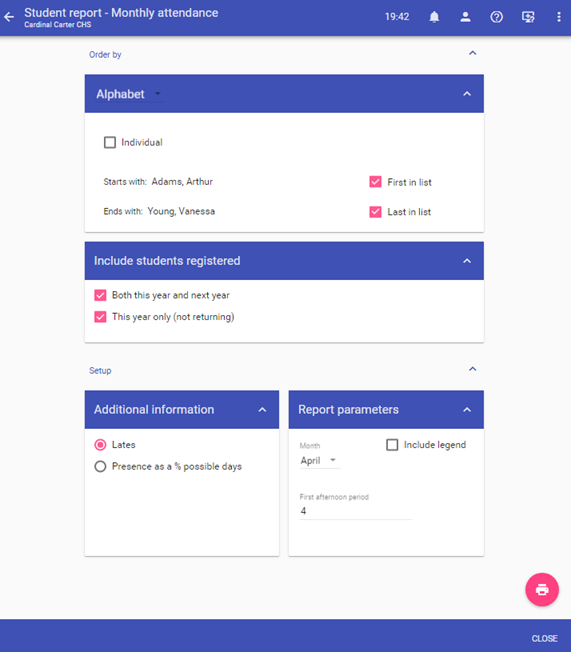 Student report - Monthly attendance
Cardinal Carter CHS
19:42
Order by
Alphabet
Individual
Starts with: Adams, Arthur
First in list
Ends with: Young, Vanessa
Last in list
Include students registered
Both this year and next year
This year only (not returning)
Setup
Additional information
Lates
Presence as a % possible days
Report parameters
Month
April
Include legend
First afternoon period
4
CLOSE